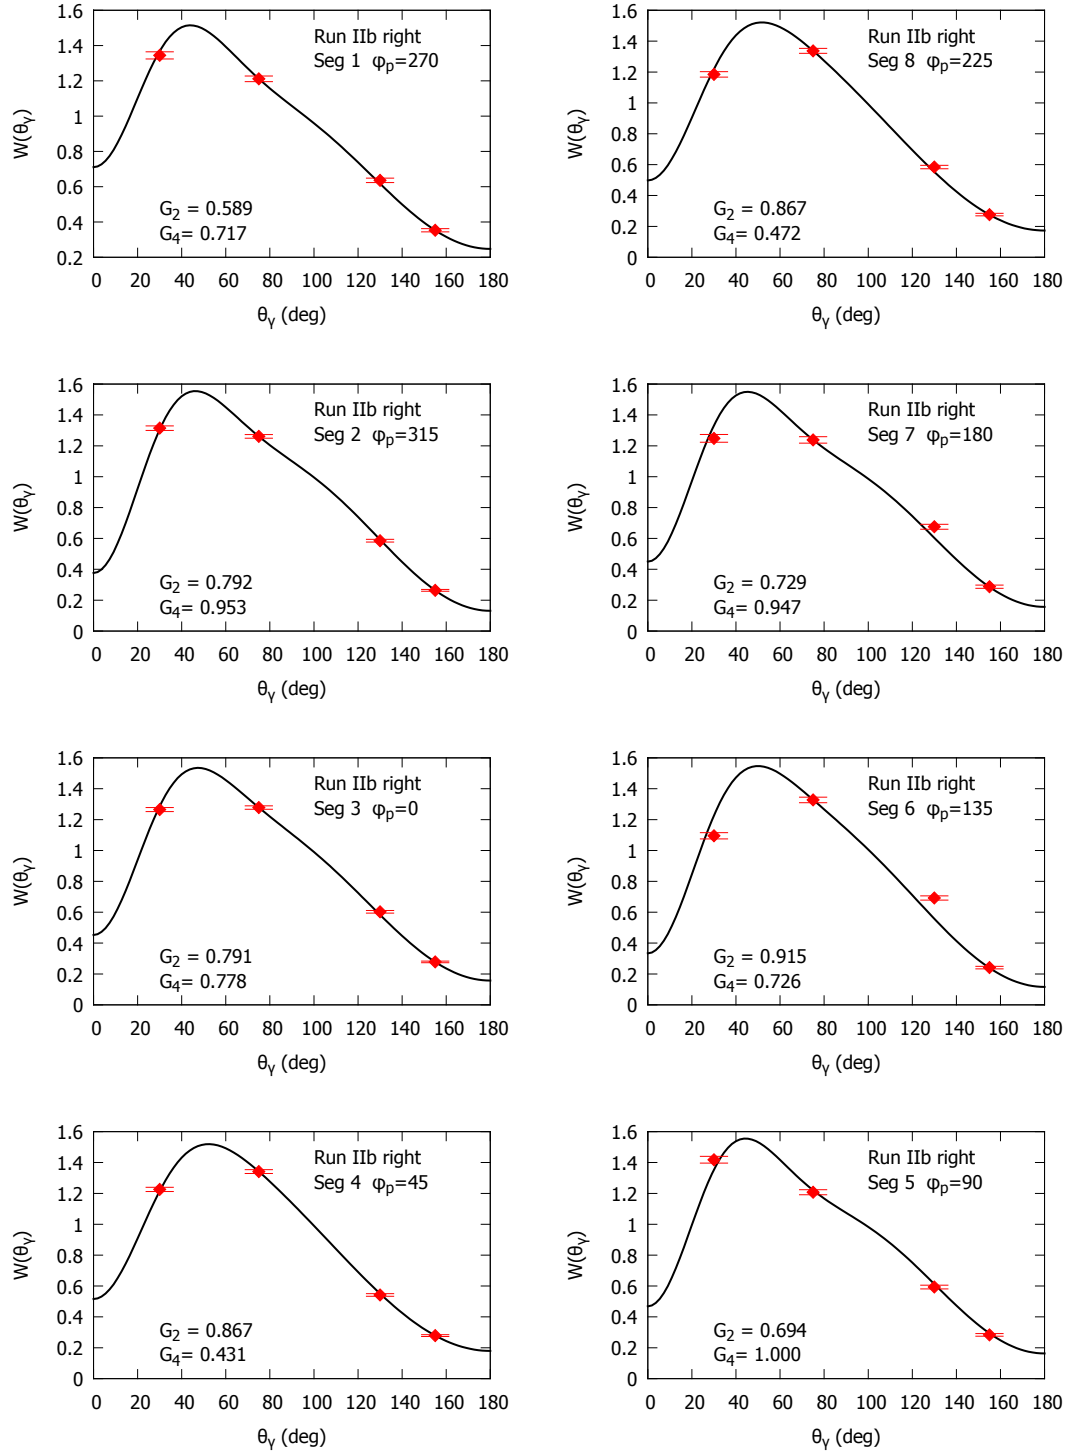 1.6
1.4
1.2
1
0.8
0.6
0.4
0.2
W(θγ)
Run IIb right
Seg 1 φp=270
G2 = 0.589
G4= 0.717
0 20 40 60 80 100 120 140 160 180
θγ (deg)
1.6
1.4
1.2
1
0.8
0.6
0.4
0.2
0
W(θγ)
Run IIb right
Seg 8 φp=225
G2 = 0.867
G4= 0.472
0 20 40 60 80 100 120 140 160 180
θγ (deg)
1.6
1.4
1.2
1
0.8
0.6
0.4
0.2
0
W(θγ)
Run IIb right
Seg 2 φp=315
G2 = 0.792
G4= 0.953
0 20 40 60 80 100 120 140 160 180
θγ (deg)
1.6
1.4
1.2
1
0.8
0.6
0.4
0.2
0
W(θγ)
Run IIb right
Seg 7 φp=180
G2 = 0.729
G4= 0.947
0 20 40 60 80 100 120 140 160 180
θγ (deg)
1.6
1.4
1.2
1
0.8
0.6
0.4
0.2
0
W(θγ)
Run IIb right
Seg 3 φp=0
G2 = 0.791
G4= 0.778
0 20 40 60 80 100 120 140 160 180
θγ (deg)
1.6
1.4
1.2
1
0.8
0.6
0.4
0.2
0
W(θγ)
Run IIb right
Seg 6 φp=135
G2 = 0.915
G4= 0.726
0 20 40 60 80 100 120 140 160 180
θγ (deg)
1.6
1.4
1.2
1
0.8
0.6
0.4
0.2
0
W(θγ)
Run IIb right
Seg 4 φp=45
G2 = 0.867
G4= 0.431
0 20 40 60 80 100 120 140 160 180
θγ (deg)
1.6
1.4
1.2
1
0.8
0.6
0.4
0.2
0
W(θγ)
Run IIb right
Seg 5 φp=90
G2 = 0.694
G4= 1.000
0 20 40 60 80 100 120 140 160 180
θγ (deg)